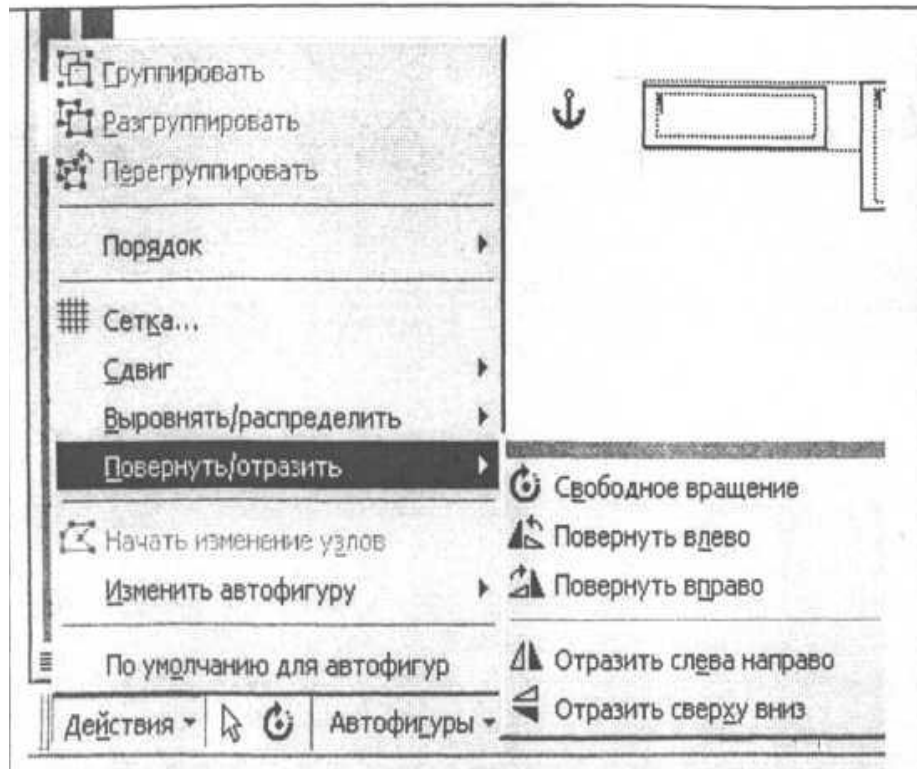 Группировать
Разгруппировать
Перегруппировать
Порядок
Сетка...
Сдвиг
Выровнять/распределить
Повернуть/отразить
Свободное вращение
Повернуть влево
Повернуть вправо
Начать изменение узлов
Изменить автофигуру
Отразить слева направо
По умолчанию для автофигур
Отразить сверху вниз
Действия
Автофигуры